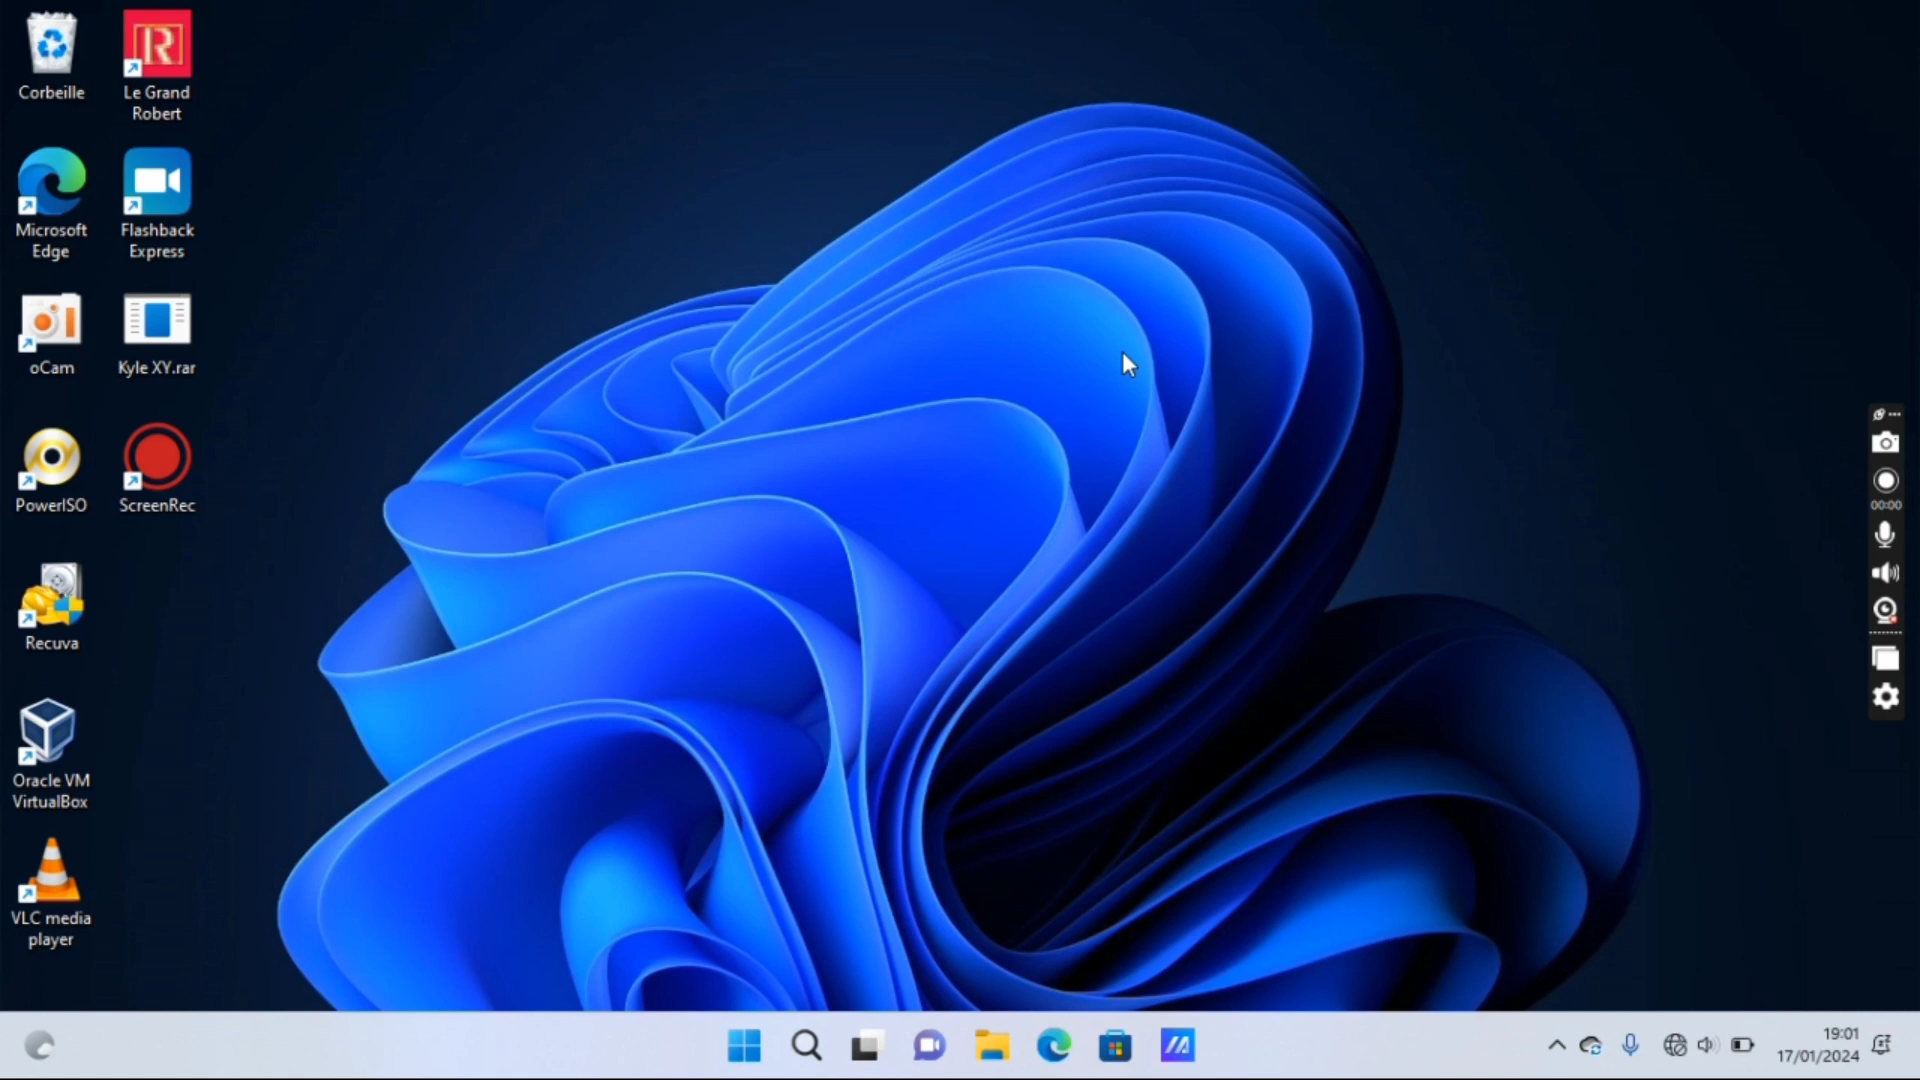 Corbeille
Le Grand
Robert
Microsoft
Edge
Flashback
Express
oCam
Kyle XY.rar
PowerISO
ScreenRec
00:00
Recuva
Oracle VM
VirtualBox
VLC media
player
19:01
17/01/2024